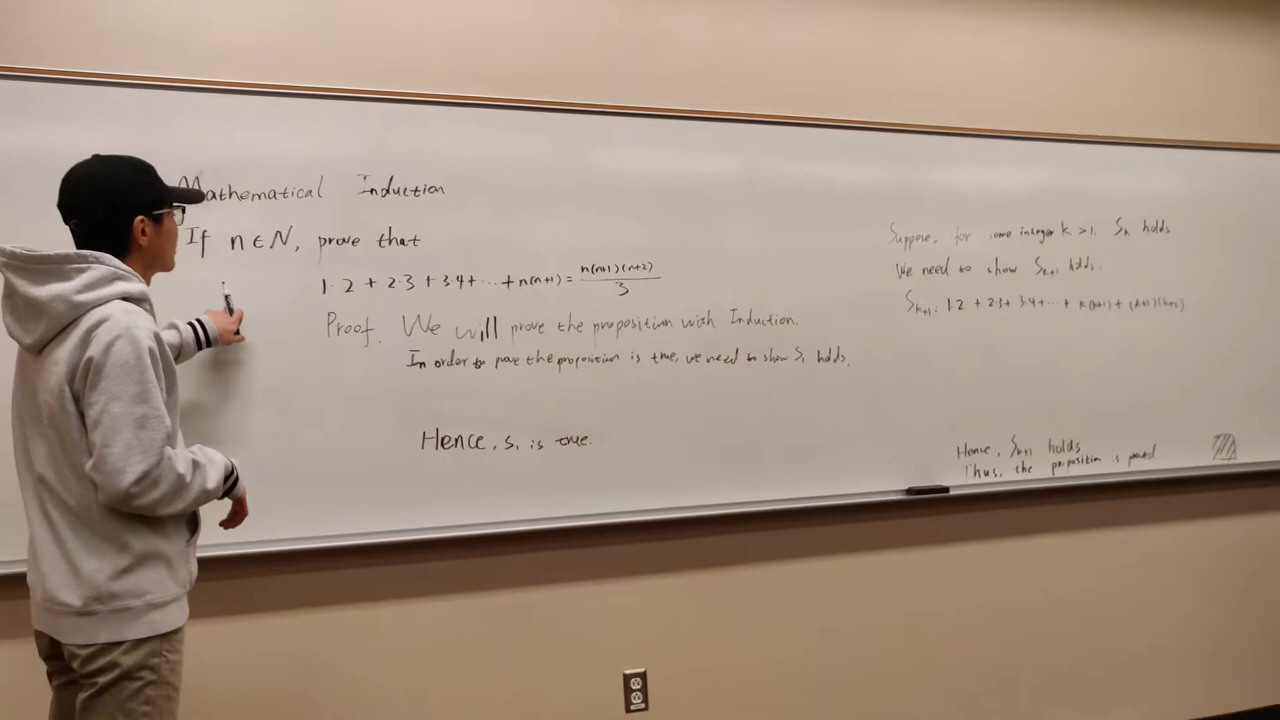 Mathematical Induction
If n ∈ N, prove that
1·2 + 2·3 + 3·4 + ··· + n(n+1) = n(n+1)(n+2)/3
Proof. We will prove the proposition with Induction.
In order to prove the proposition is true, we need to show S₁ holds.
Hence, S₁ is true.
Suppose, for some integer k > 1, Sₖ holds
We need to show Sₖ₊₁ holds.
Sₖ₊₁: 1·2 + 2·3 + 3·4 + ··· + k(k+1) + (k+1)(k+2)
Hence, Sₖ₊₁ holds
Thus, the proposition is proved